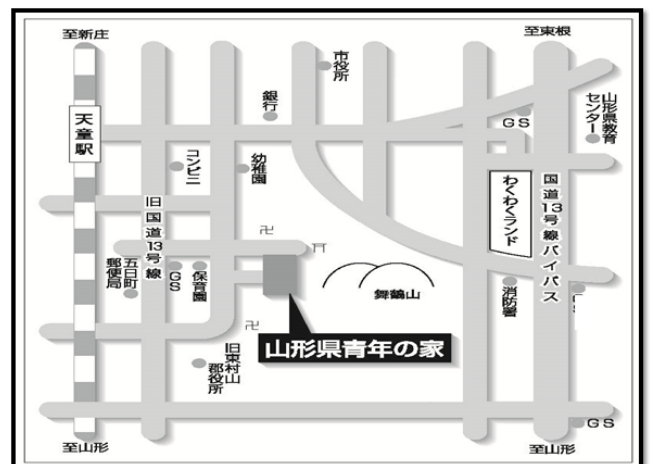 至新庄
至東根
市役所
銀行
GS
山形県教育
センター
天童駅
コンビニ
幼稚園
わくわくランド
国道13号線バイパス
旧国道13号線
卍
五日町
郵便局
GS
保育園
舞鶴山
消防署
GS
卍
山形県青年の家
旧東村山
郡役所
GS
至山形
至山形